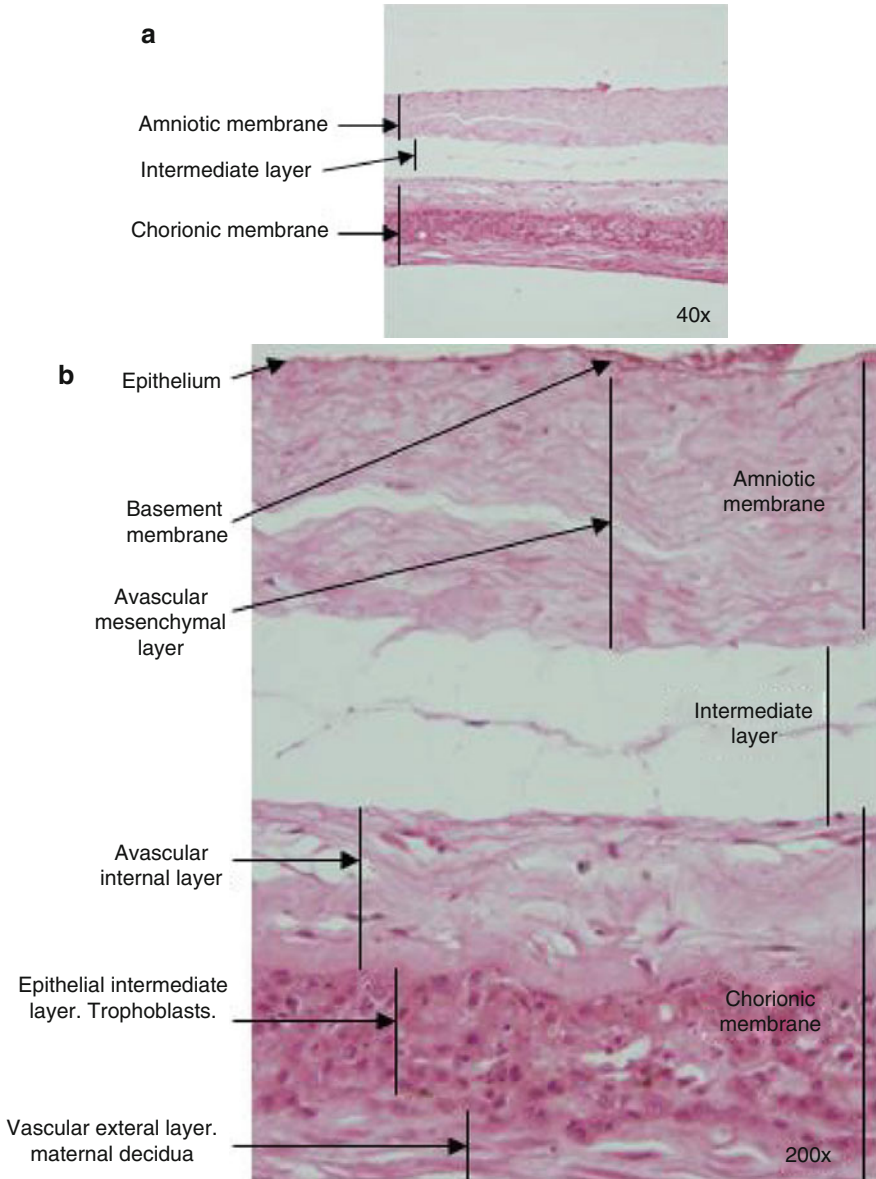 a
Amniotic membrane
Intermediate layer
Chorionic membrane
40x
b
Epithelium
Basement
membrane
Avascular
mesenchymal
layer
Amniotic
membrane
Intermediate
layer
Avascular
internal layer
Epithelial intermediate
layer. Trophoblasts.
Chorionic
membrane
Vascular exteral layer.
maternal decidua
200x